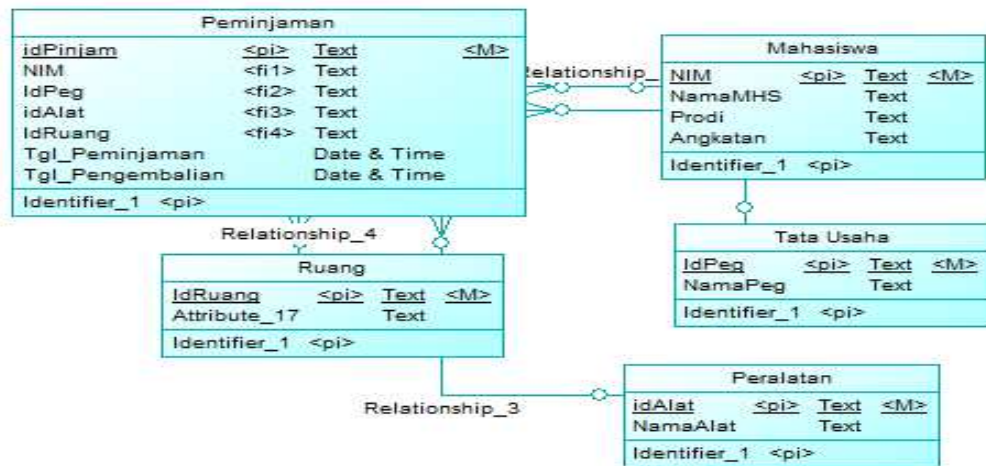 Peminjaman
idPinjam <pi> Text <M>
NIM <fi1> Text
IdPeg <fi2> Text
idAlat <fi3> Text
IdRuang <fi4> Text
Tgl_Peminjaman Date & Time
Tgl_Pengembalian Date & Time
Identifier_1 <pi>
Relationship_
Mahasiswa
NIM <pi> Text <M>
NamaMHS Text
Prodi Text
Angkatan Text
Identifier_1 <pi>
Relationship_4
Tata Usaha
IdPeg <pi> Text <M>
NamaPeg Text
Identifier_1 <pi>
Ruang
IdRuang <pi> Text <M>
Attribute_17 Text
Identifier_1 <pi>
Relationship_3
Peralatan
idAlat <pi> Text <M>
NamaAlat Text
Identifier_1 <pi>